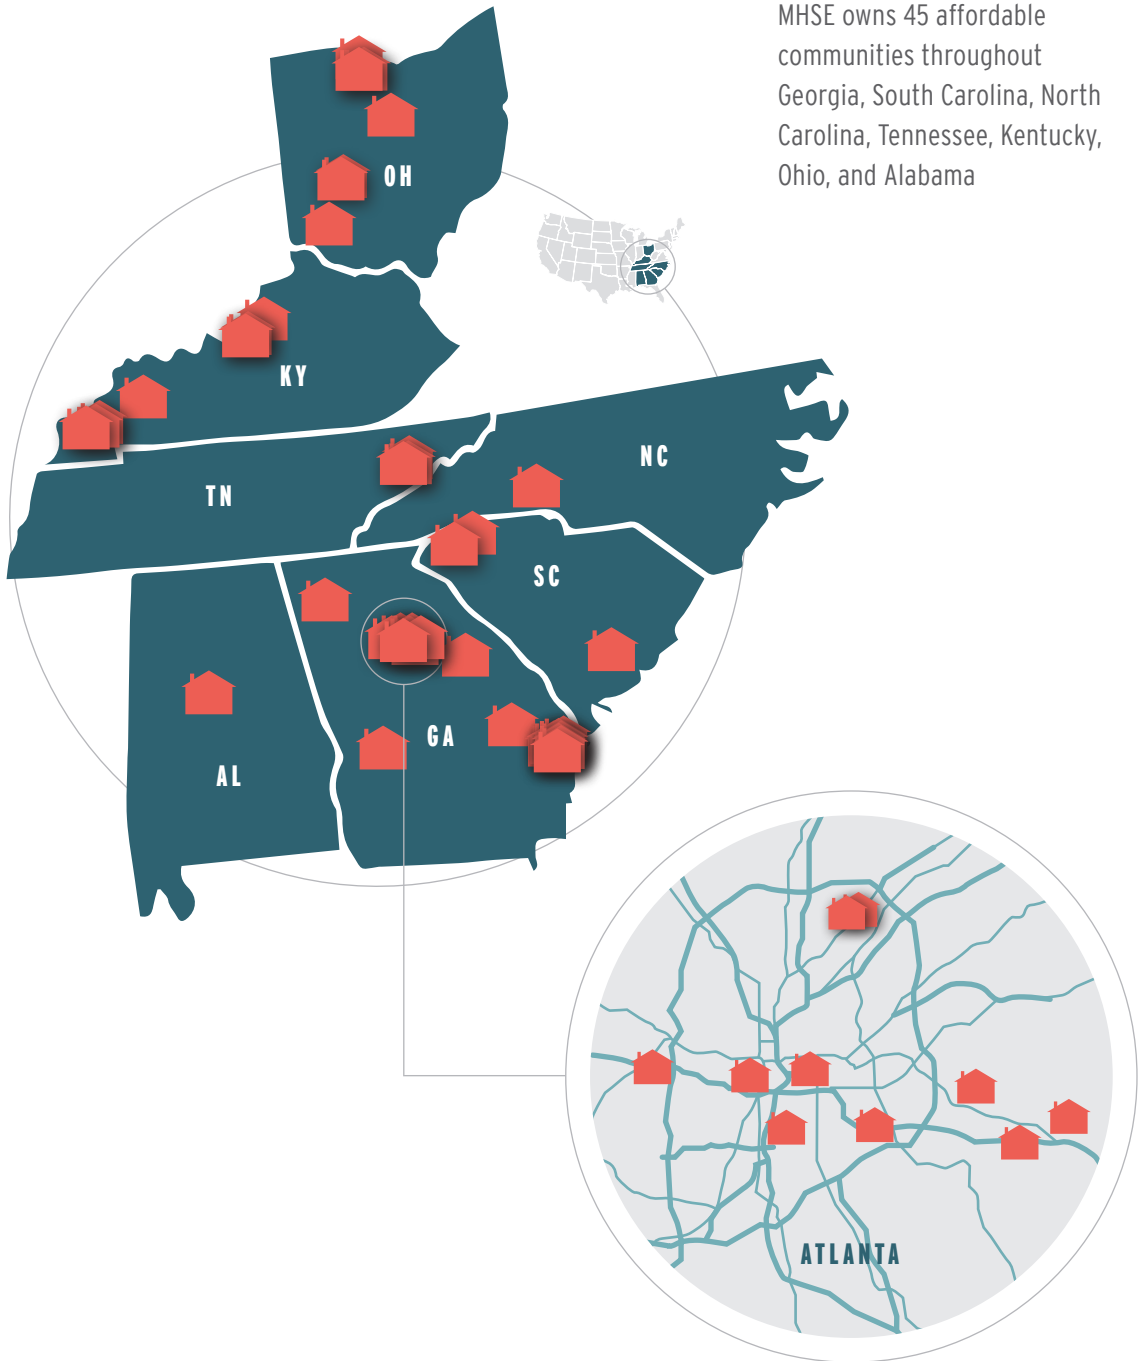 MHSE owns 45 affordable
communities throughout
Georgia, South Carolina, North
Carolina, Tennessee, Kentucky,
Ohio, and Alabama
OH
KY
NC
TN
SC
GA
AL
ATLANTA